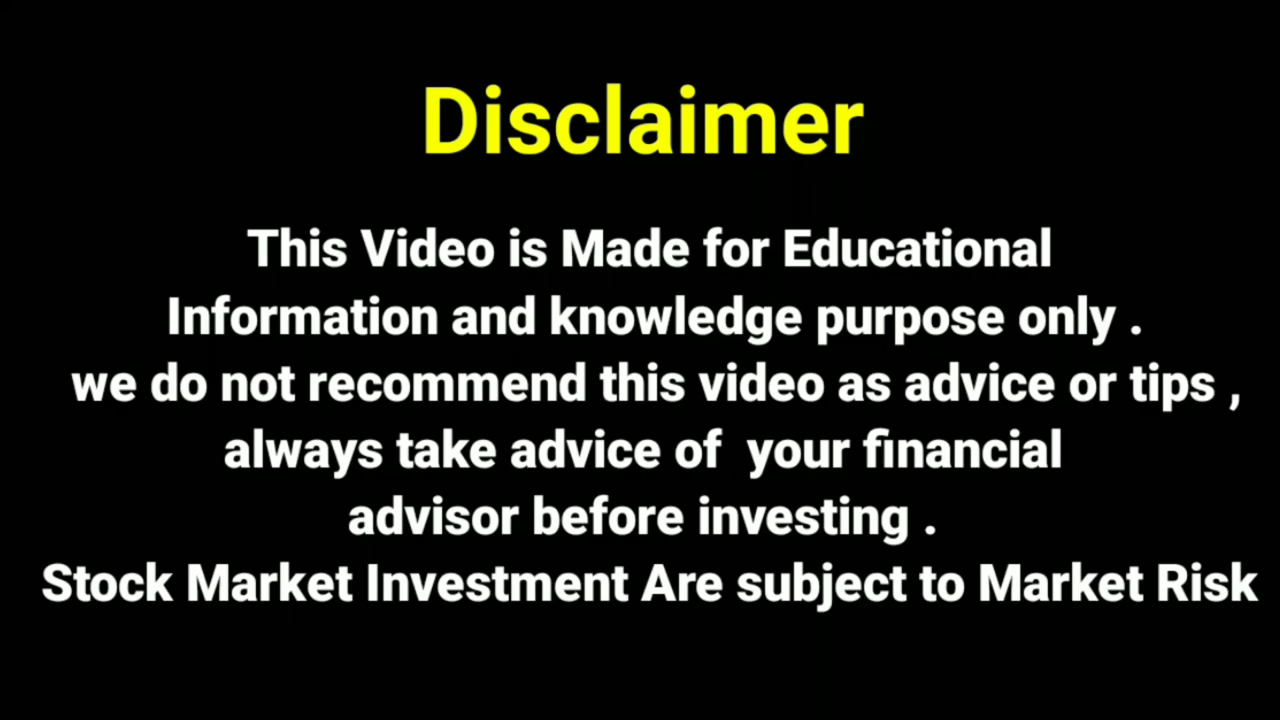 Disclaimer
This Video is Made for Educational
Information and knowledge purpose only .
we do not recommend this video as advice or tips ,
always take advice of  your financial
advisor before investing .
Stock Market Investment Are subject to Market Risk